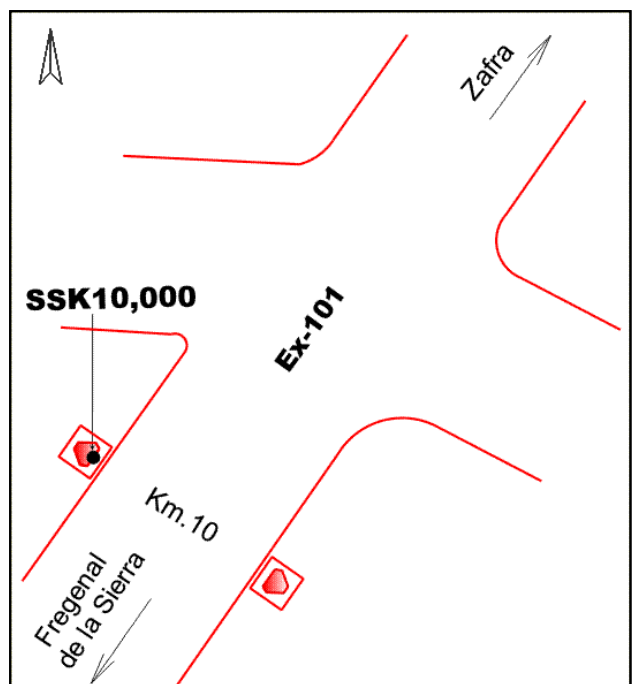 Zafra
SSK10,000
Ex-101
Km.10
Fregenal
de la Sierra